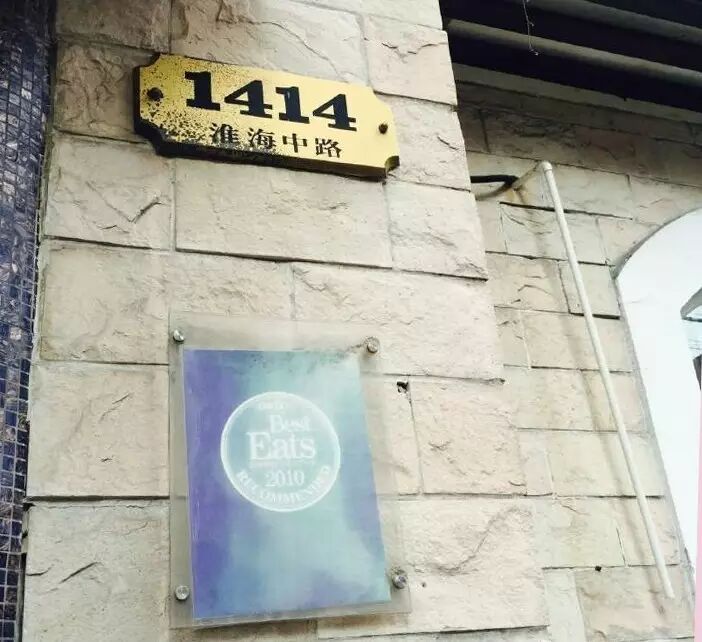 1414
淮海中路
Best
Eats
2010
RECOMMENDED